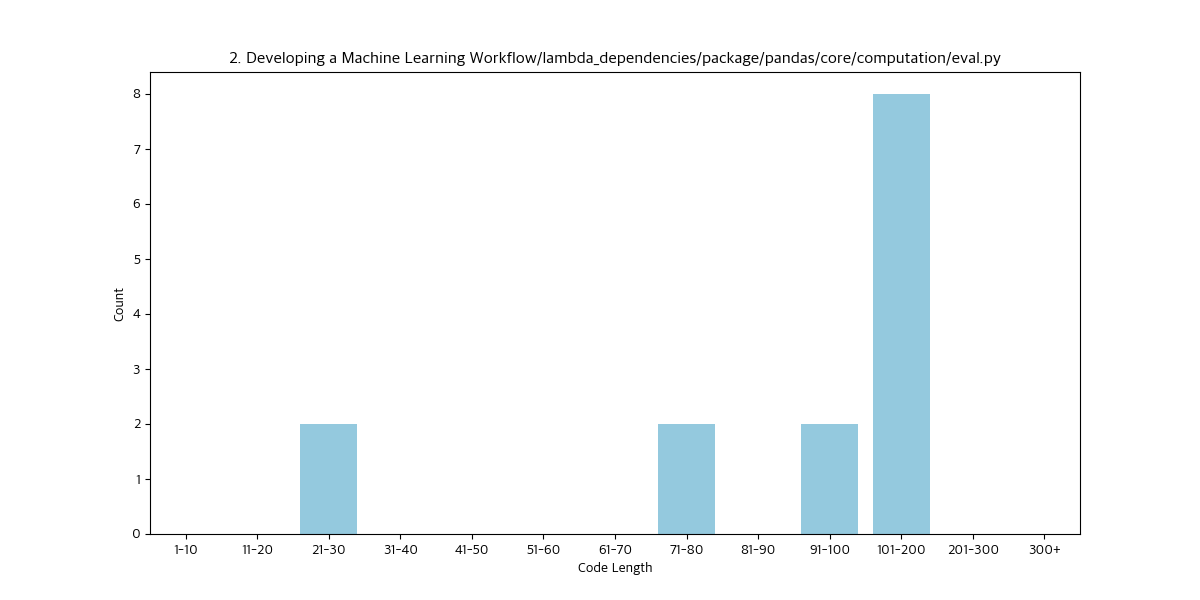 2. Developing a Machine Learning Workflow/lambda_dependencies/package/pandas/core/computation/eval.py
8
7
6
5
4
3
2
1
0
Count
1-10 11-20 21-30 31-40 41-50 51-60 61-70 71-80 81-90 91-100 101-200 201-300 300+
Code Length